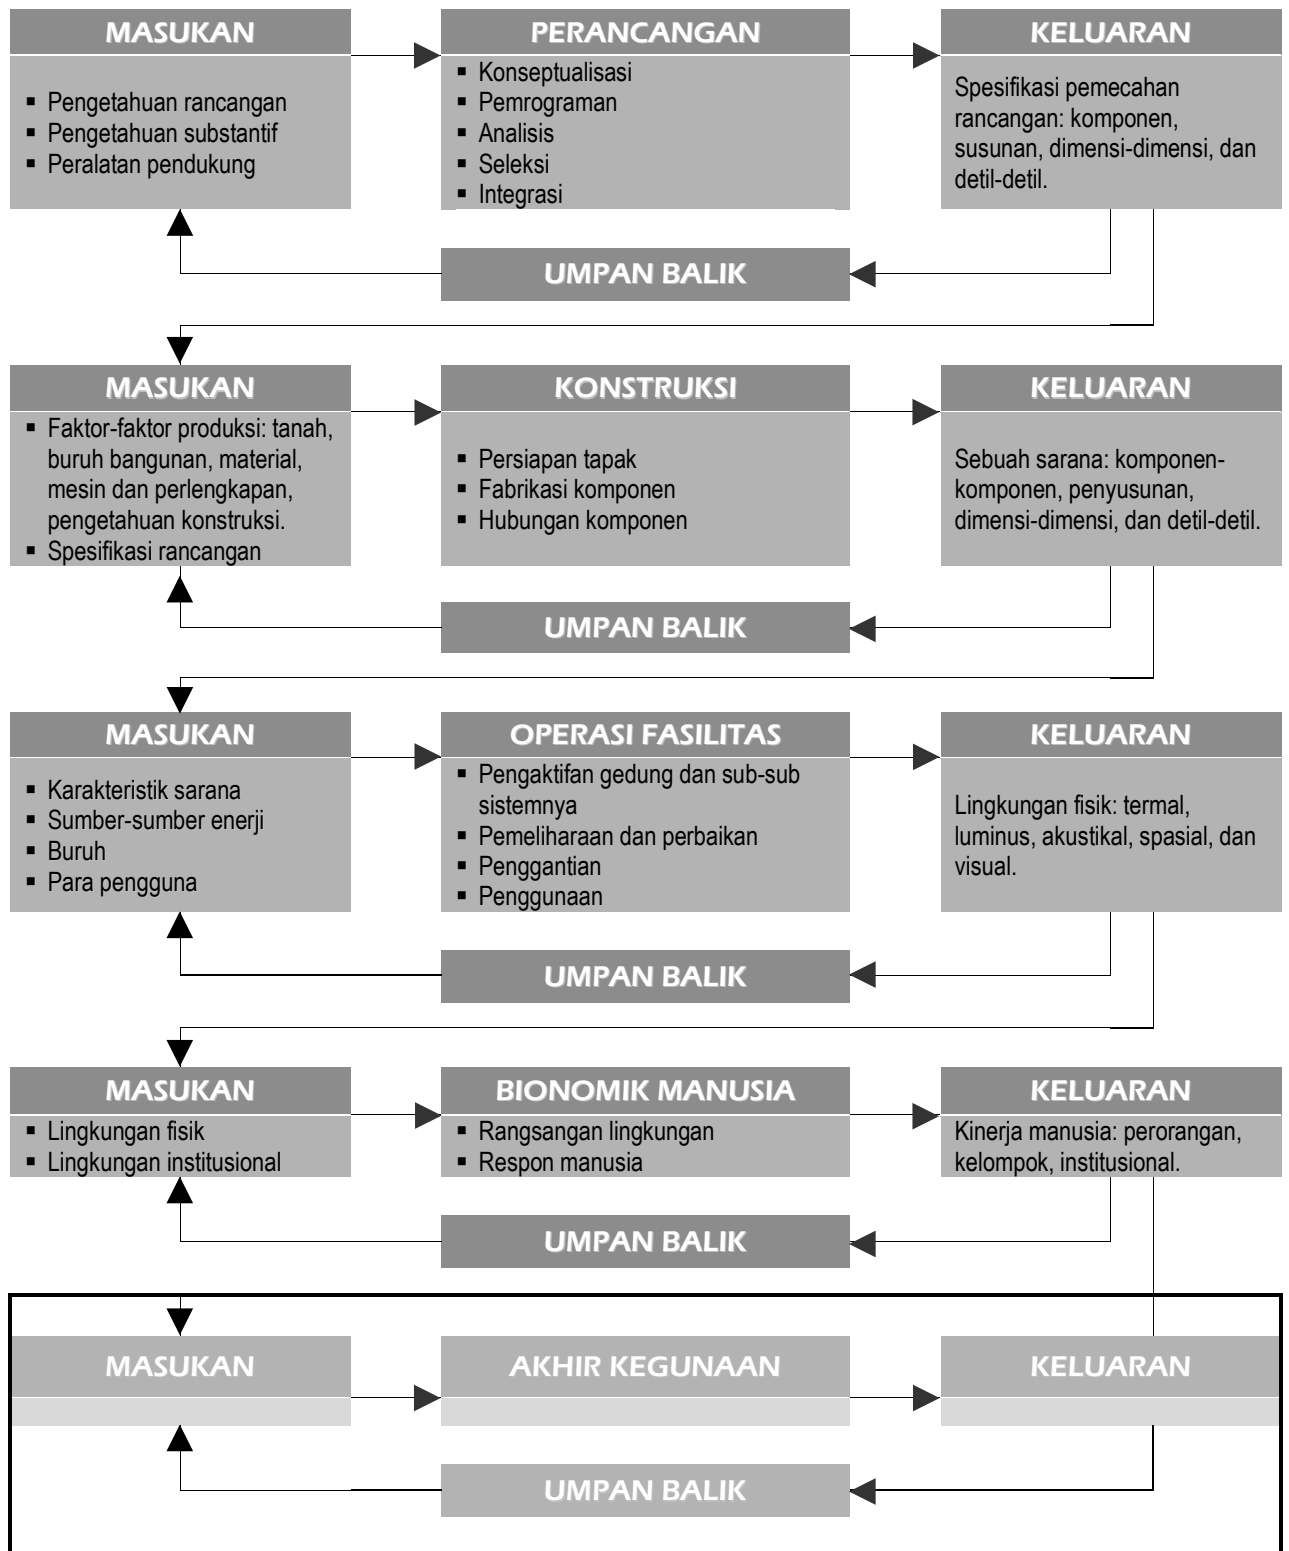 MASUKAN
▪ Pengetahuan rancangan
▪ Pengetahuan substantif
▪ Peralatan pendukung
PERANCANGAN
▪ Konseptualisasi
▪ Pemrograman
▪ Analisis
▪ Seleksi
▪ Integrasi
KELUARAN
Spesifikasi pemecahan
rancangan: komponen,
susunan, dimensi-dimensi, dan
detil-detil.
UMPAN BALIK
MASUKAN
▪ Faktor-faktor produksi: tanah,
buruh bangunan, material,
mesin dan perlengkapan,
pengetahuan konstruksi.
▪ Spesifikasi rancangan
KONSTRUKSI
▪ Persiapan tapak
▪ Fabrikasi komponen
▪ Hubungan komponen
KELUARAN
Sebuah sarana: komponen-
komponen, penyusunan,
dimensi-dimensi, dan detil-detil.
UMPAN BALIK
MASUKAN
▪ Karakteristik sarana
▪ Sumber-sumber enerji
▪ Buruh
▪ Para pengguna
OPERASI FASILITAS
▪ Pengaktifan gedung dan sub-sub
sistemnya
▪ Pemeliharaan dan perbaikan
▪ Penggantian
▪ Penggunaan
KELUARAN
Lingkungan fisik: termal,
luminus, akustikal, spasial, dan
visual.
UMPAN BALIK
MASUKAN
▪ Lingkungan fisik
▪ Lingkungan institusional
BIONOMIK MANUSIA
▪ Rangsangan lingkungan
▪ Respon manusia
KELUARAN
Kinerja manusia: perorangan,
kelompok, institusional.
UMPAN BALIK
MASUKAN
AKHIR KEGUNAAN
KELUARAN
UMPAN BALIK